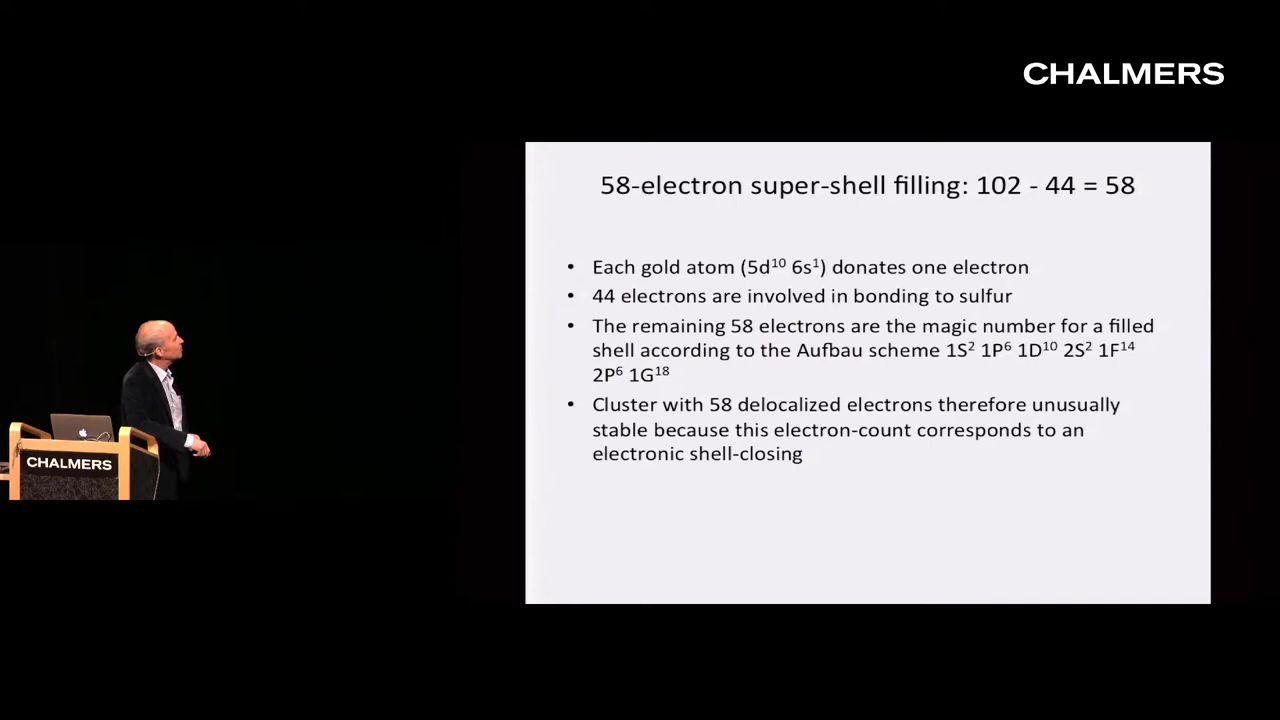 CHALMERS
58-electron super-shell filling: 102 - 44 = 58
• Each gold atom (5d¹⁰ 6s¹) donates one electron
• 44 electrons are involved in bonding to sulfur
• The remaining 58 electrons are the magic number for a filled
shell according to the Aufbau scheme 1S² 1P⁶ 1D¹⁰ 2S² 1F¹⁴
2P⁶ 1G¹⁸
• Cluster with 58 delocalized electrons therefore unusually
stable because this electron-count corresponds to an
electronic shell-closing
CHALMERS